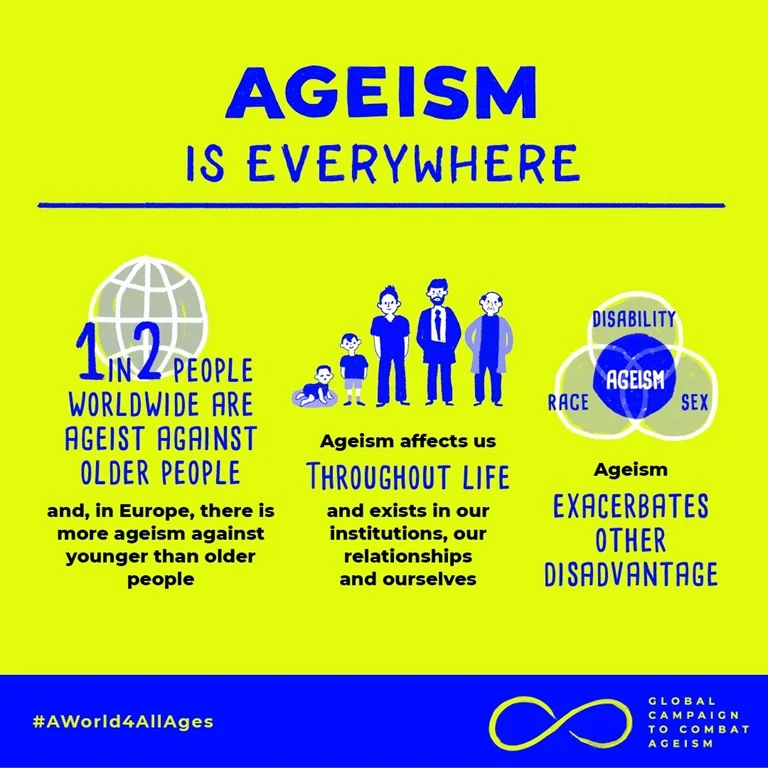 AGEISM
IS EVERYWHERE
1 IN 2 PEOPLE
WORLDWIDE ARE
AGEIST AGAINST
OLDER PEOPLE
and, in Europe, there is
more ageism against
younger than older
people
Ageism affects us
THROUGHOUT LIFE
and exists in our
institutions, our
relationships
and ourselves
DISABILITY
AGEISM
RACE
SEX
Ageism
EXACERBATES
OTHER
DISADVANTAGE
#AWorld4AllAges
GLOBAL
CAMPAIGN
TO COMBAT
AGEISM